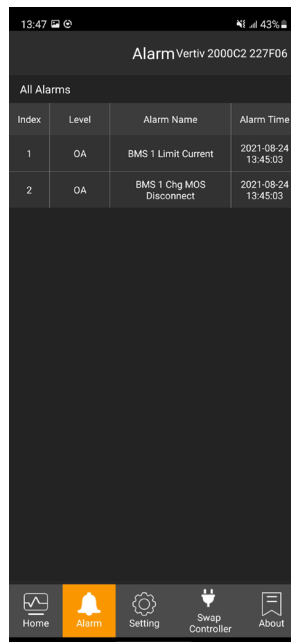 13:47 43%
Alarm Vertiv 2000C2 227F06
All Alarms
Index Level Alarm Name Alarm Time
1 OA BMS 1 Limit Current 2021-08-24
13:45:03
2 OA BMS 1 Chg MOS
Disconnect 2021-08-24
13:45:03
Home Alarm Setting Swap
Controller About